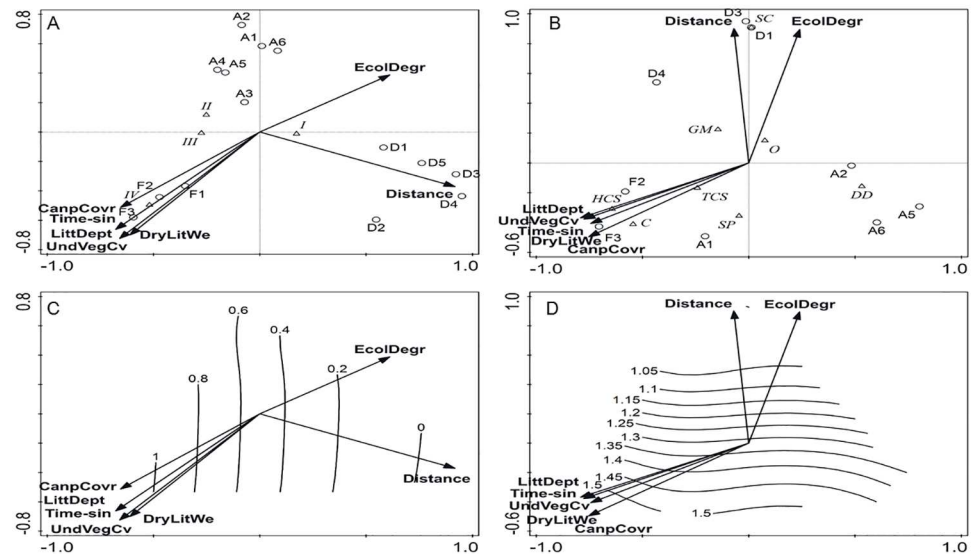 A
0.8
-0.8
-1.0
1.0
A2
A1
A6
A4
A5
A3
EcolDegr
II
III
I
D1
D5
D3
D4
D2
Distance
F2
F1
IV
F3
CanpCovr
Time-sin
LittDept
UndVegCv
DryLitWe
B
1.0
-0.6
-1.0
1.0
Distance
D3
SC
D1
EcolDegr
D4
GM
O
A2
DD
A5
A6
F2
HCS
TCS
SP
C
F3
A1
LittDept
UndVegCv
Time-sin
DryLitWe
CanpCovr
C
0.8
-0.8
-1.0
1.0
0.6
0.4
0.2
0.8
0
1
EcolDegr
Distance
CanpCovr
LittDept
Time-sin
UndVegCv
DryLitWe
D
1.0
-0.6
-1.0
1.0
Distance
EcolDegr
1.05
1.1
1.15
1.2
1.25
1.3
1.35
1.4
1.45
1.5
1.5
LittDept
Time-sin
UndVegCv
DryLitWe
CanpCovr